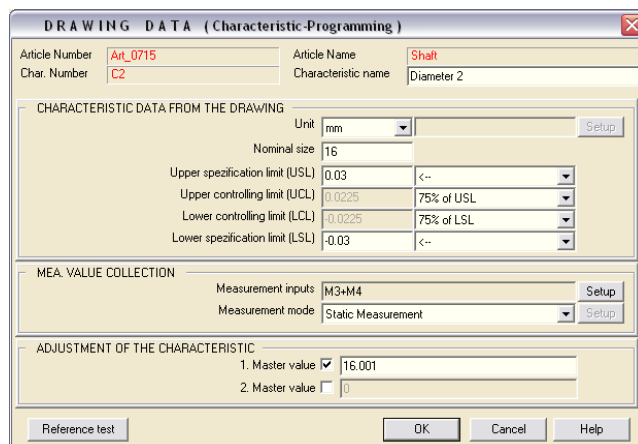 DRAWING DATA (Characteristic-Programming)
Article Number Art_0715 Article Name Shaft
Char. Number C2 Characteristic name Diameter 2
CHARACTERISTIC DATA FROM THE DRAWING
Unit mm Setup
Nominal size 16
Upper spezification limit (USL) 0.03 <--
Upper controlling limit (UCL) 0.0225 75% of USL
Lower controlling limit (LCL) -0.0225 75% of LSL
Lower spezification limit (LSL) -0.03 <--
MEA. VALUE COLLECTION
Measurement inputs M3+M4 Setup
Measurement mode Static Measurement Setup
ADJUSTMENT OF THE CHARACTERISTIC
1. Master value 16.001
2. Master value 0
Reference test OK Cancel Help